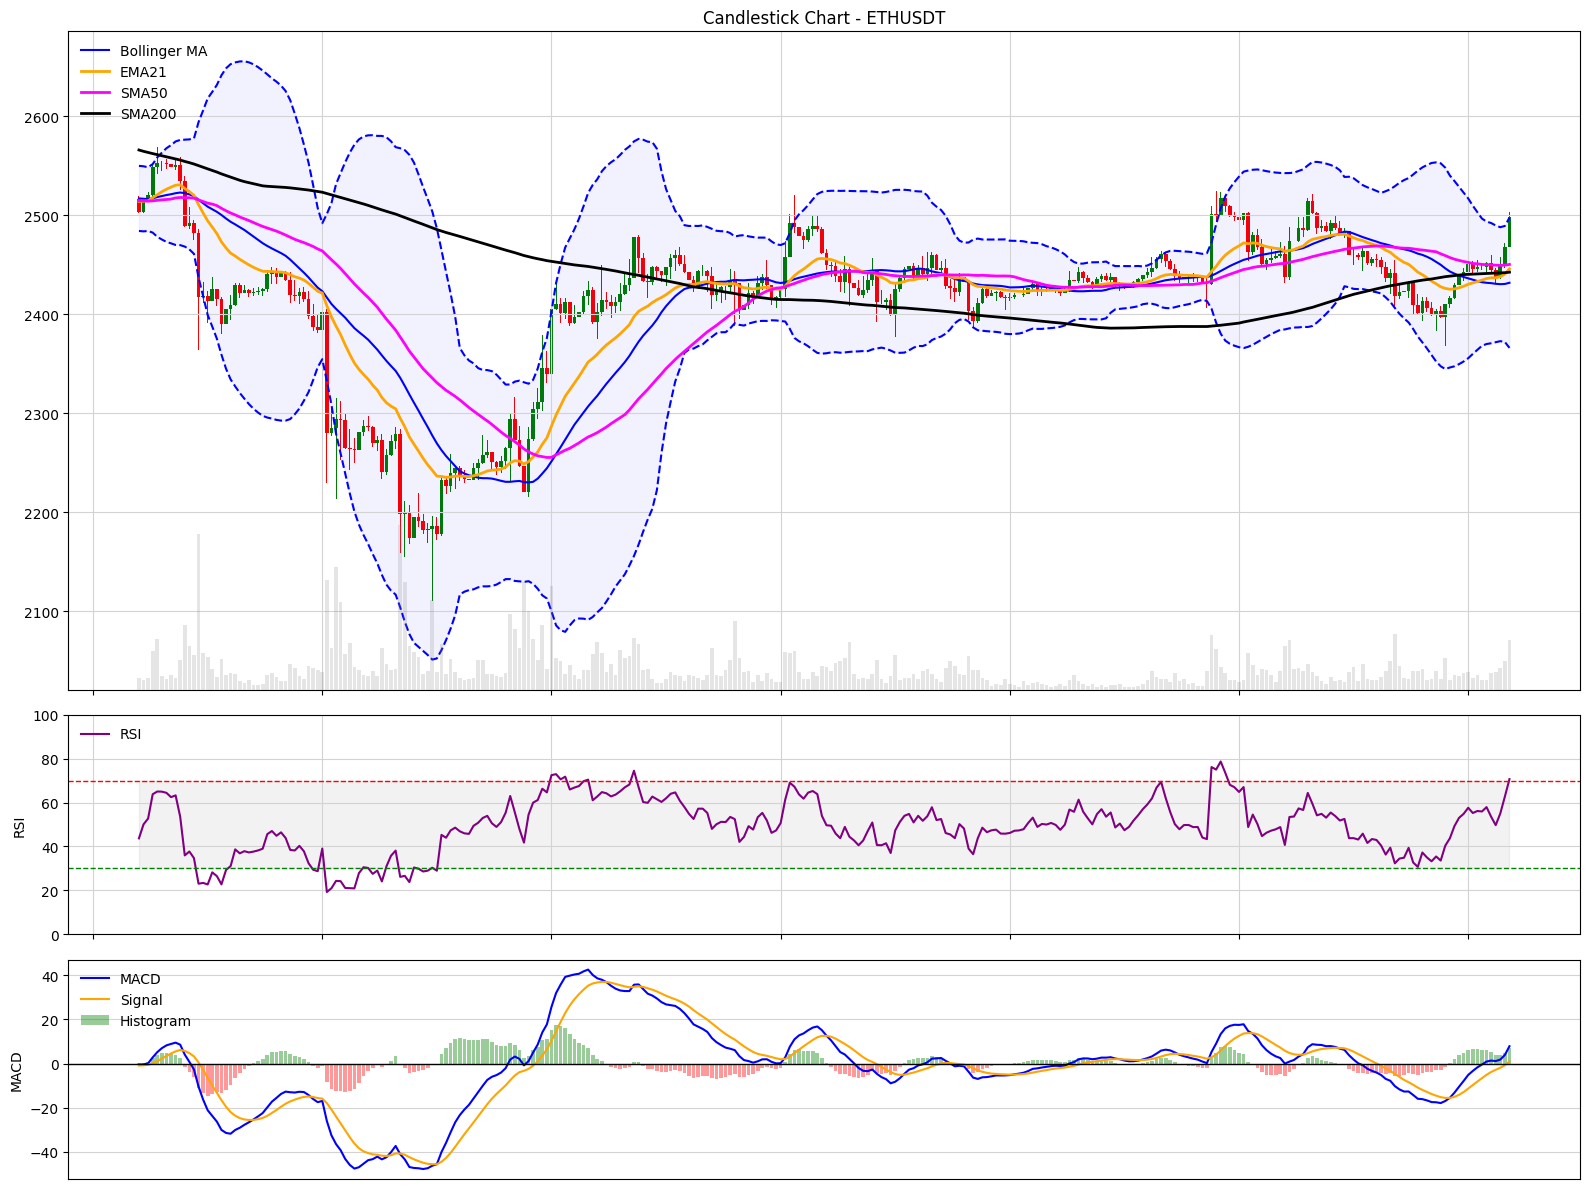 Candlestick Chart - ETHUSDT
Bollinger MA
EMA21
SMA50
SMA200
2600
2500
2400
2300
2200
2100
100
RSI
80
60
RSI
40
20
0
40
MACD
Signal
20
Histogram
0
MACD
−20
−40